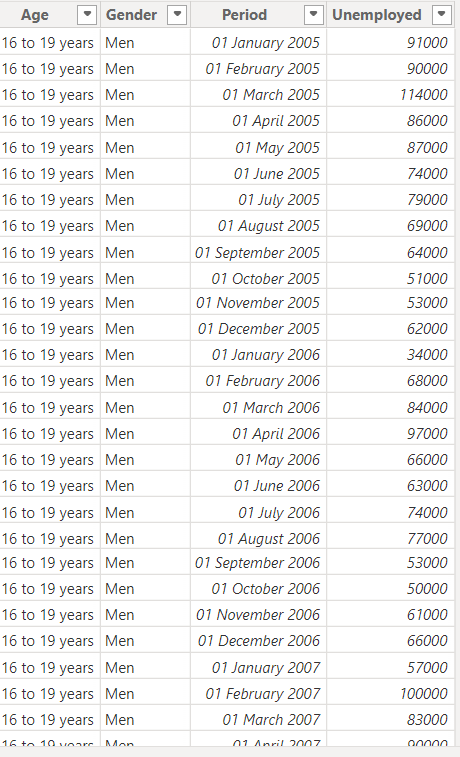 Age Gender Period Unemployed
16 to 19 years Men 01 January 2005 91000
16 to 19 years Men 01 February 2005 90000
16 to 19 years Men 01 March 2005 114000
16 to 19 years Men 01 April 2005 86000
16 to 19 years Men 01 May 2005 87000
16 to 19 years Men 01 June 2005 74000
16 to 19 years Men 01 July 2005 79000
16 to 19 years Men 01 August 2005 69000
16 to 19 years Men 01 September 2005 64000
16 to 19 years Men 01 October 2005 51000
16 to 19 years Men 01 November 2005 53000
16 to 19 years Men 01 December 2005 62000
16 to 19 years Men 01 January 2006 34000
16 to 19 years Men 01 February 2006 68000
16 to 19 years Men 01 March 2006 84000
16 to 19 years Men 01 April 2006 97000
16 to 19 years Men 01 May 2006 66000
16 to 19 years Men 01 June 2006 63000
16 to 19 years Men 01 July 2006 74000
16 to 19 years Men 01 August 2006 77000
16 to 19 years Men 01 September 2006 53000
16 to 19 years Men 01 October 2006 50000
16 to 19 years Men 01 November 2006 61000
16 to 19 years Men 01 December 2006 66000
16 to 19 years Men 01 January 2007 57000
16 to 19 years Men 01 February 2007 100000
16 to 19 years Men 01 March 2007 83000
16 to 19 years Men 01 April 2007 90000